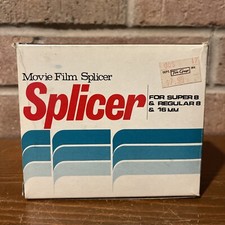 Movie Film Splicer
Splicer
FOR SUPER 8
& REGULAR 8
& 16 MM